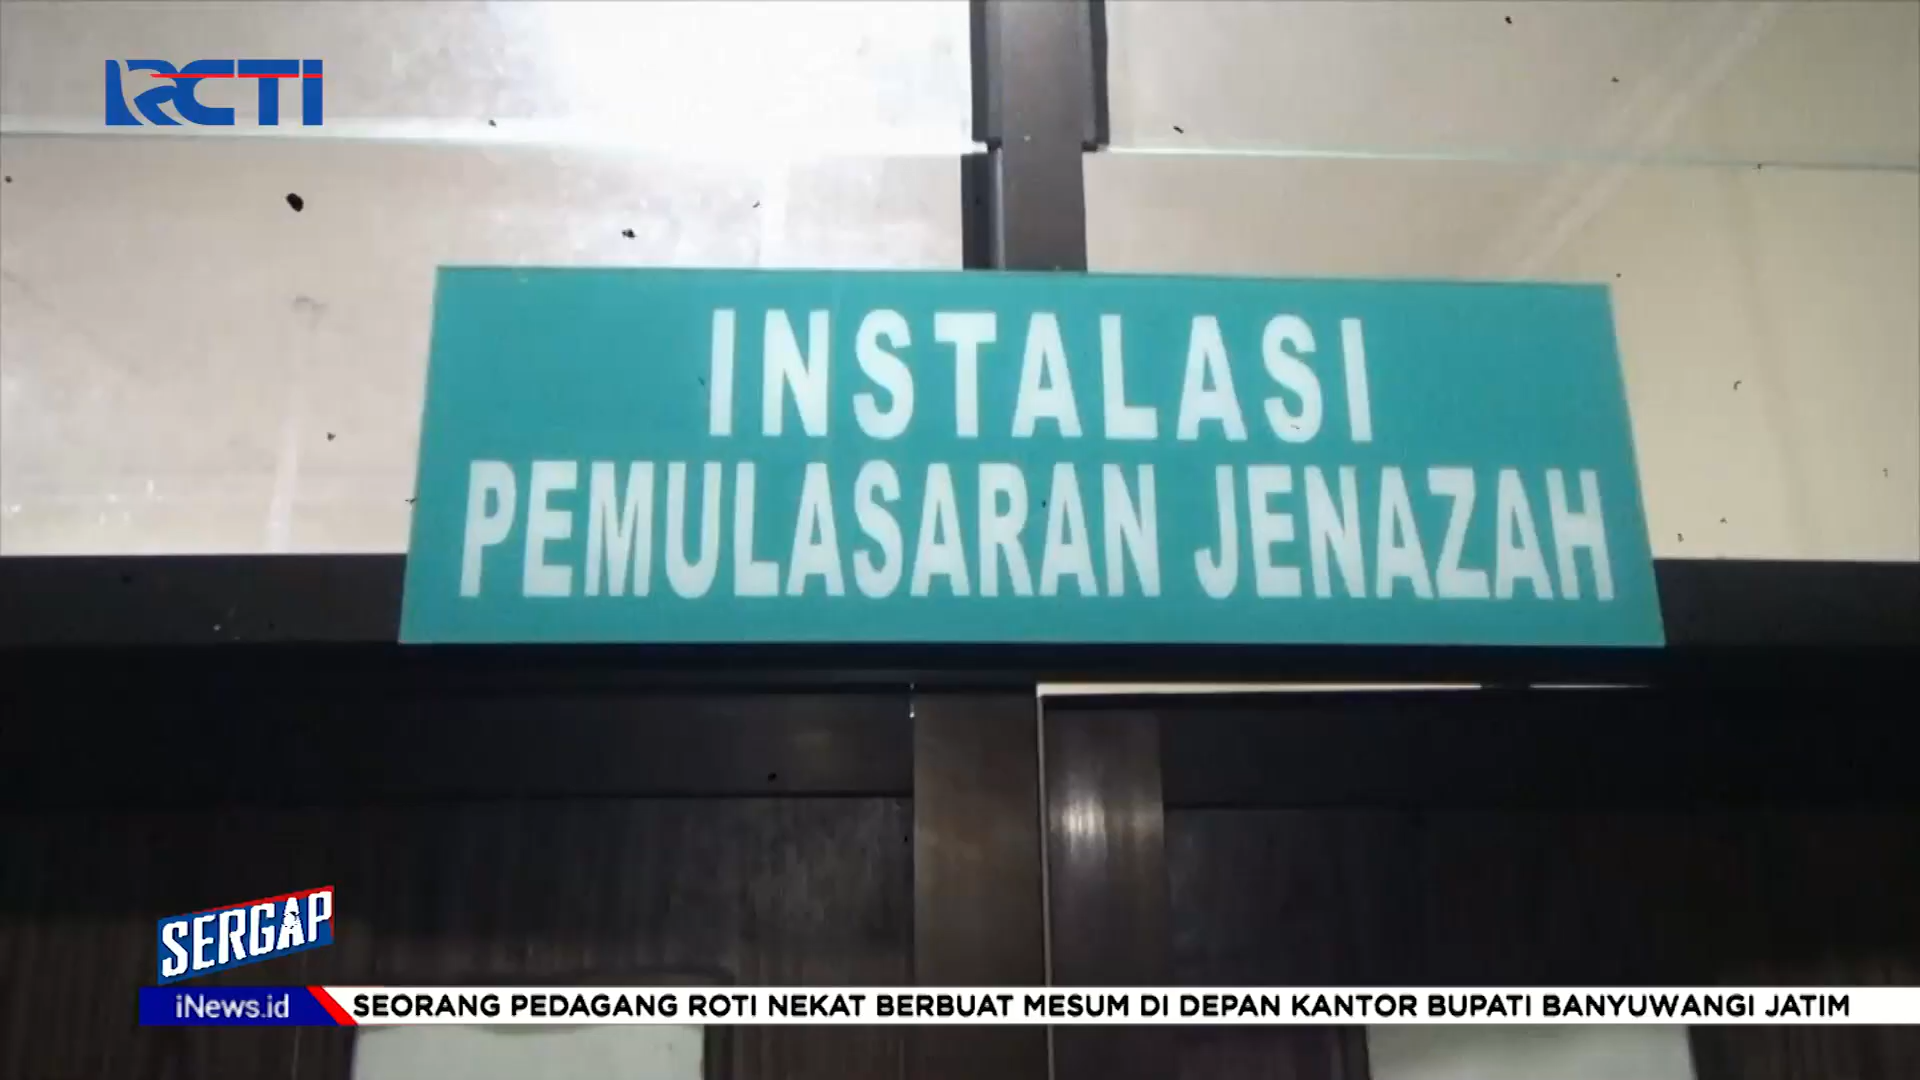 RCTI
INSTALASI
PEMULASARAN JENAZAH
SERGAP
iNews.id
SEORANG PEDAGANG ROTI NEKAT BERBUAT MESUM DI DEPAN KANTOR BUPATI BANYUWANGI JATIM